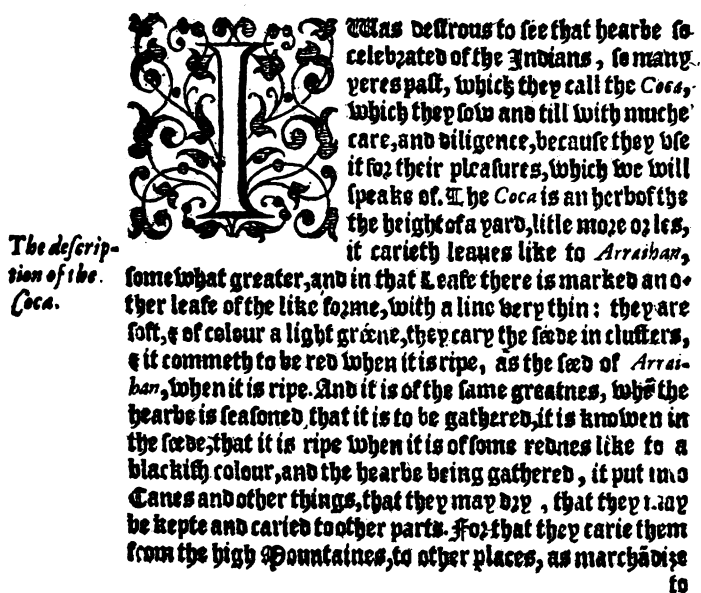 I Was desirous to see that hearbe so
celebrated of the Indians, so many
yeres past, which they call the Coca,
which they sow and till with muche
care, and diligence, because they vse
it for their pleasures, which we will
speake of. The Coca is an herb of the
the height of a yard, litle more or les,
it carieth leaues like to Arraihan,
somewhat greater, and in that Leafe there is marked ano-
ther leafe of the like forme, with a line very thin: they are
soft, & of colour a light gréene, they cary the séede in clusters,
& it commeth to be red when it is ripe, as the séed of Arrai-
han, when it is ripe. And it is of the same greatnes, whē the
hearbe is seasoned that it is to be gathered, it is knowen in
the séede, that it is ripe when it is of some rednes like to a
blackish colour, and the hearbe being gathered, it put into
Canes and other things, that they may dry, that they may
be kepte and caried to other parts. For that they carie them
from the high Mountaines, to other places, as marchādize
to
The descrip-
tion of the
Coca.